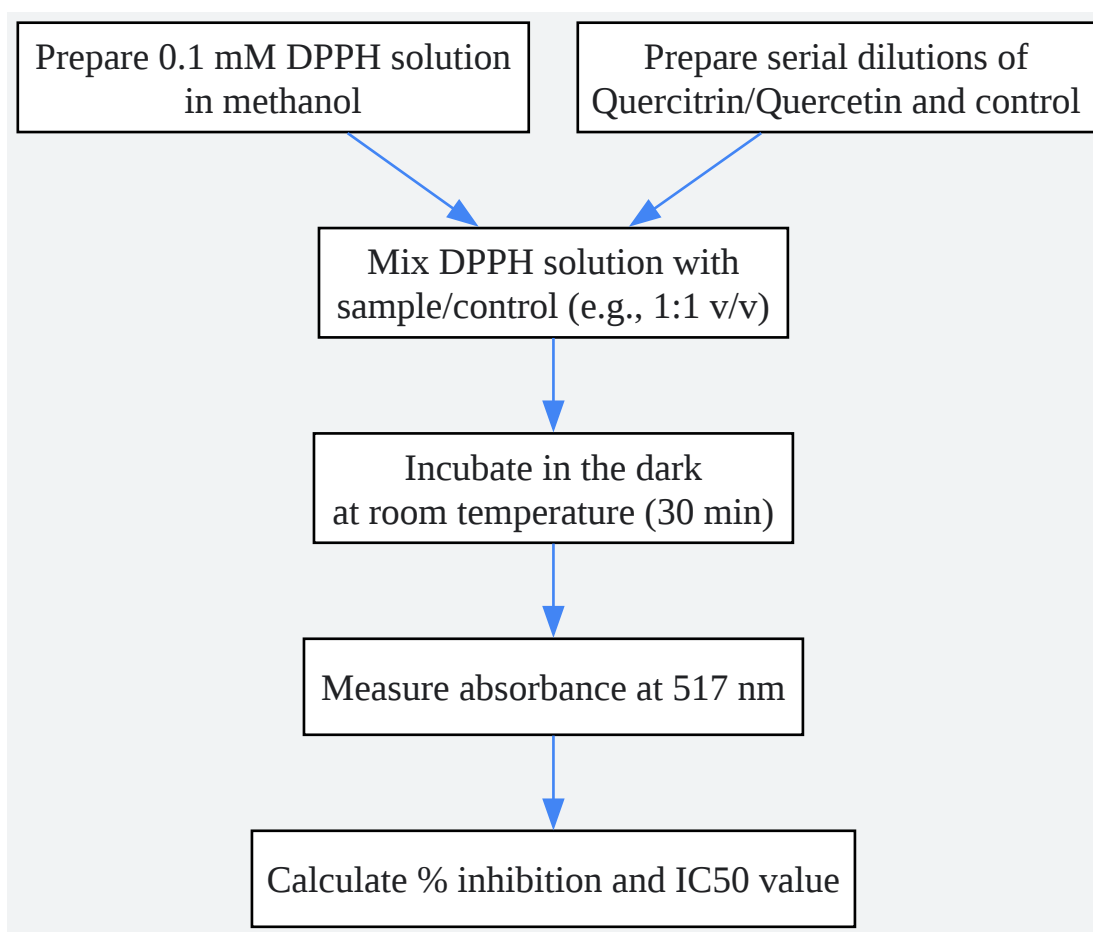 Prepare 0.1 mM DPPH solution
in methanol
Prepare serial dilutions of
Quercitrin/Quercetin and control
Mix DPPH solution with
sample/control (e.g., 1:1 v/v)
Incubate in the dark
at room temperature (30 min)
Measure absorbance at 517 nm
Calculate % inhibition and IC50 value